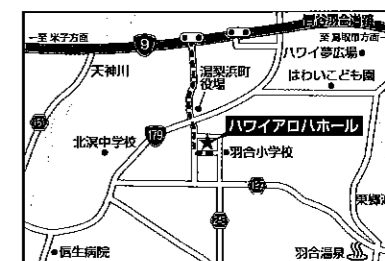 ←至 米子方面
9
至 鳥取市方面→
ハワイ夢広場
天神川
湯梨浜町
役場
はわいこども園
179
ハワイアロハホール
北溟中学校
羽合小学校
東郷湖
信生病院
羽合温泉